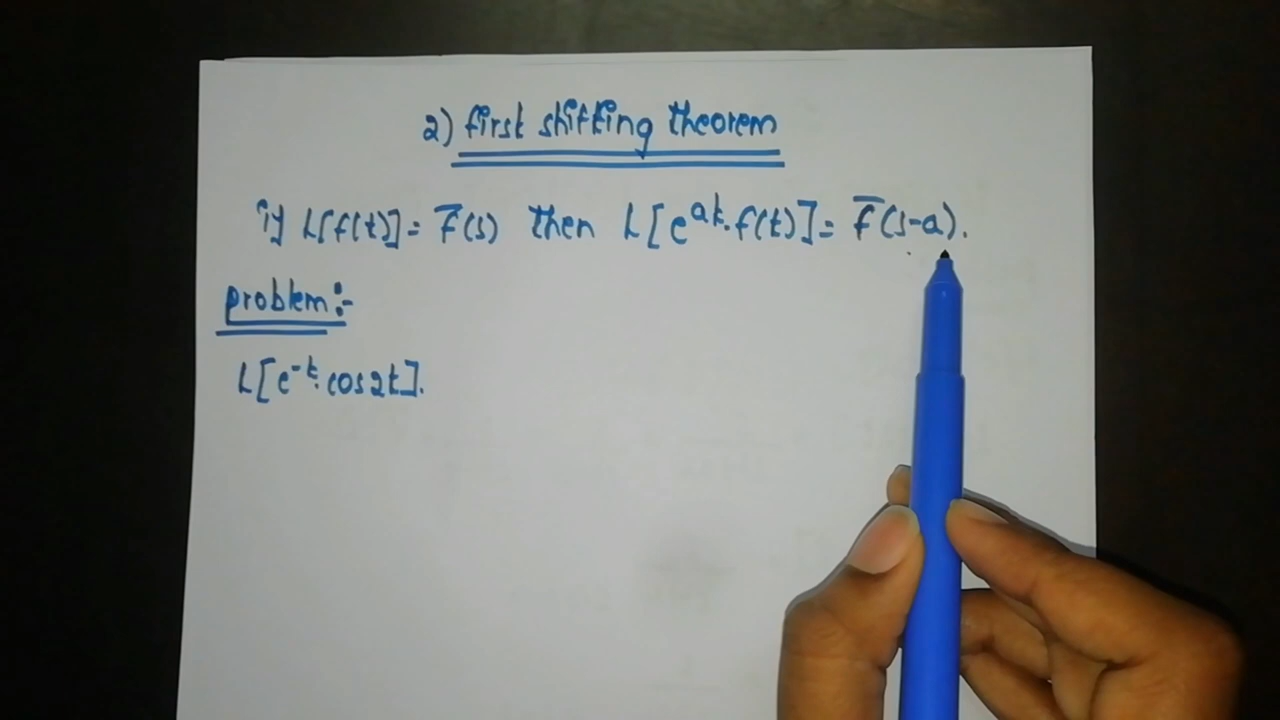 2) first shifting theorem
if L[f(t)] = f̅(s) then L[e^{at}.f(t)] = f̅(s-a).
problem:-
L[e^{-t}.cos2t].